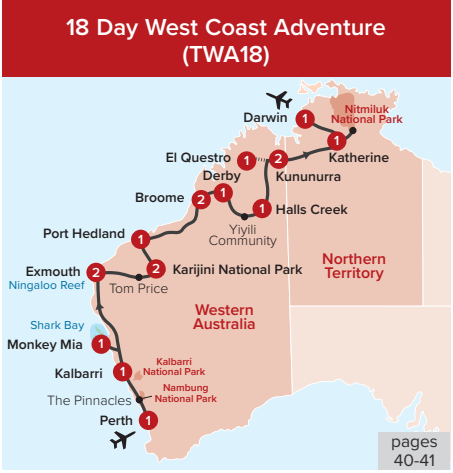 18 Day West Coast Adventure
(TWA18)
Darwin
1
Nitmiluk
National Park
1
Katherine
El Questro
1
2
Kununurra
Derby
1
Broome
2
1
Halls Creek
Yiyili
Community
Port Hedland
1
Exmouth
2
Ningaloo Reef
Tom Price
2
Karijini National Park
Northern
Territory
Western
Australia
Shark Bay
Monkey Mia
1
Kalbarri
1
Kalbarri
National Park
Nambung
National Park
The Pinnacles
Perth
1
pages
40-41